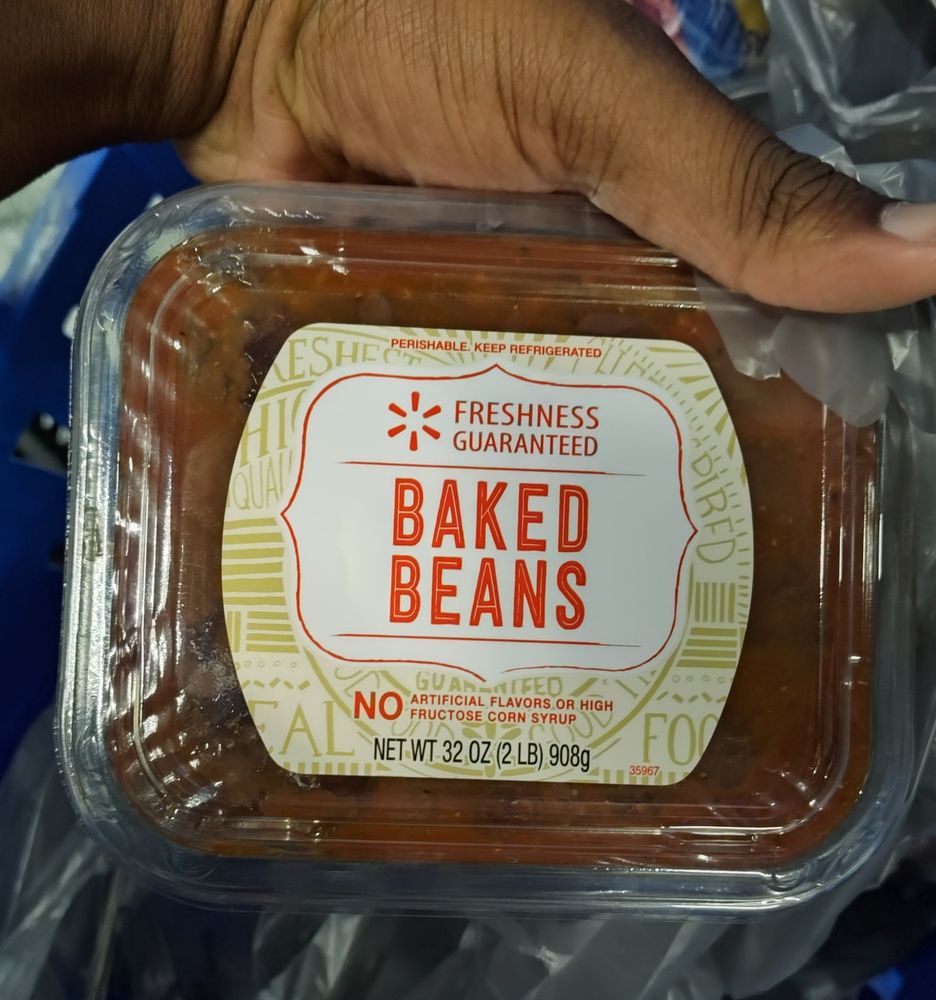 PERISHABLE. KEEP REFRIGERATED
FRESHNESS
GUARANTEED
BAKED
BEANS
GUARANTEED
NO ARTIFICIAL FLAVORS OR HIGH
FRUCTOSE CORN SYRUP
NET WT 32 OZ (2 LB) 908g
35967